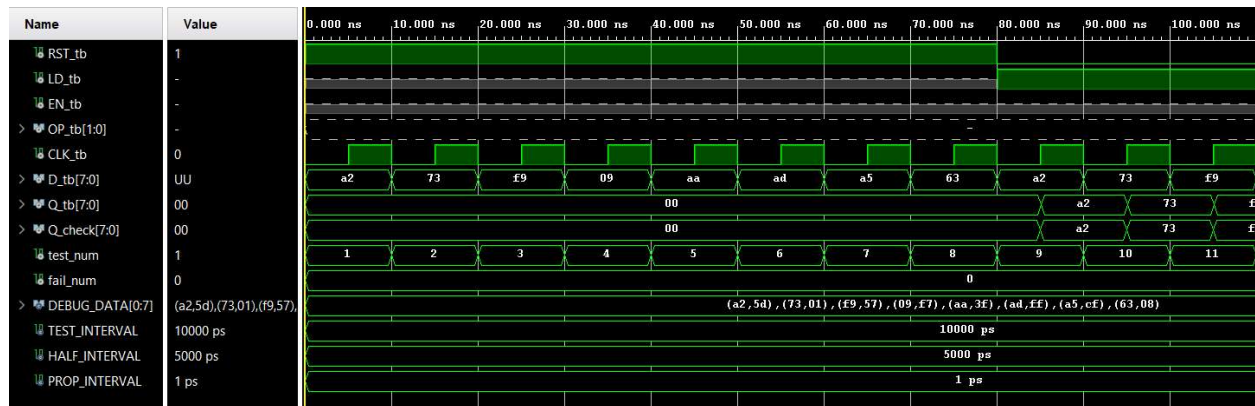 Name Value 0.000 ns 10.000 ns 20.000 ns 30.000 ns 40.000 ns 50.000 ns 60.000 ns 70.000 ns 80.000 ns 90.000 ns 100.000 ns
RST_tb 1
LD_tb -
EN_tb -
OP_tb[1:0] - -
CLK_tb 0
D_tb[7:0] UU a2 73 f9 09 aa ad a5 63 a2 73 f9
Q_tb[7:0] 00 00 a2 73 f
Q_check[7:0] 00 00 a2 73 f
test_num 1 1 2 3 4 5 6 7 8 9 10 11
fail_num 0 0
DEBUG_DATA[0:7] (a2,5d),(73,01),(f9,57), (a2,5d),(73,01),(f9,57),(09,f7),(aa,3f),(ad,ff),(a5,cf),(63,08)
TEST_INTERVAL 10000 ps 10000 ps
HALF_INTERVAL 5000 ps 5000 ps
PROP_INTERVAL 1 ps 1 ps